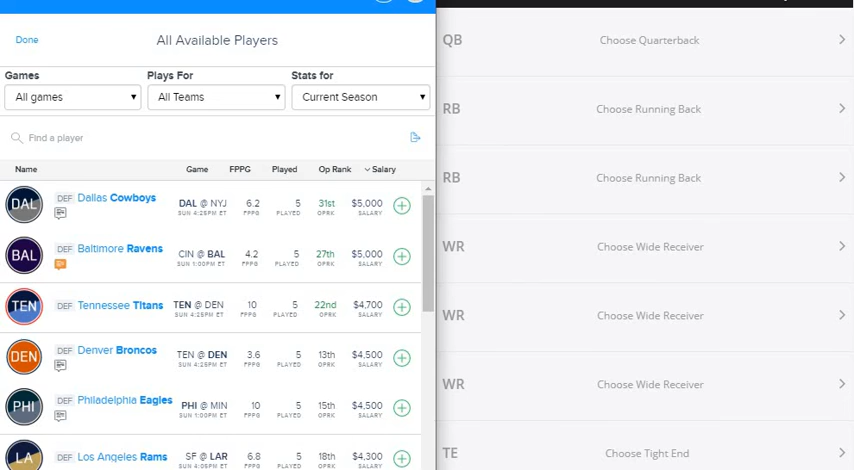 Done
All Available Players
Games
Plays For
Stats for
All games
All Teams
Current Season
Find a player
Name Game FPPG Played Op Rank Salary
DAL DEF Dallas Cowboys DAL @ NYJ 6.2 5 31st $5,000
SUN 4:25PM ET FPPG PLAYED OPRK SALARY
BAL DEF Baltimore Ravens CIN @ BAL 4.2 5 27th $5,000
SUN 1:00PM ET FPPG PLAYED OPRK SALARY
TEN DEF Tennessee Titans TEN @ DEN 10 5 22nd $4,700
SUN 4:25PM ET FPPG PLAYED OPRK SALARY
DEN DEF Denver Broncos TEN @ DEN 3.6 5 13th $4,500
SUN 4:25PM ET FPPG PLAYED OPRK SALARY
PHI DEF Philadelphia Eagles PHI @ MIN 10 5 15th $4,500
SUN 1:00PM ET FPPG PLAYED OPRK SALARY
LA DEF Los Angeles Rams SF @ LAR 6.8 5 18th $4,300
SUN 4:05PM ET FPPG PLAYED OPRK SALARY
QB Choose Quarterback
RB Choose Running Back
RB Choose Running Back
WR Choose Wide Receiver
WR Choose Wide Receiver
WR Choose Wide Receiver
TE Choose Tight End